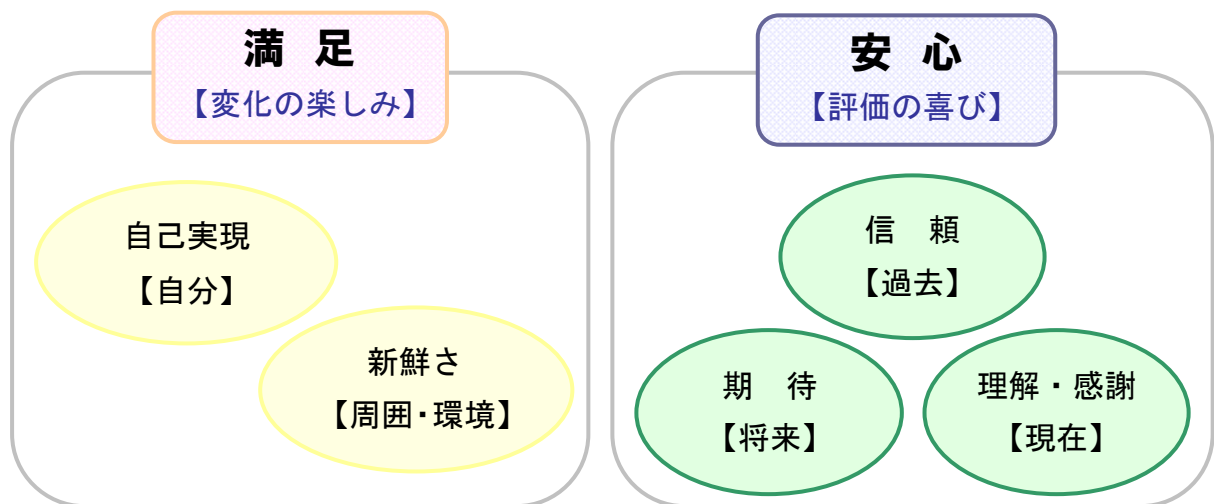 満 足
【変化の楽しみ】
自己実現
【自分】
新鮮さ
【周囲・環境】
安 心
【評価の喜び】
信 頼
【過去】
期 待
【将来】
理解・感謝
【現在】